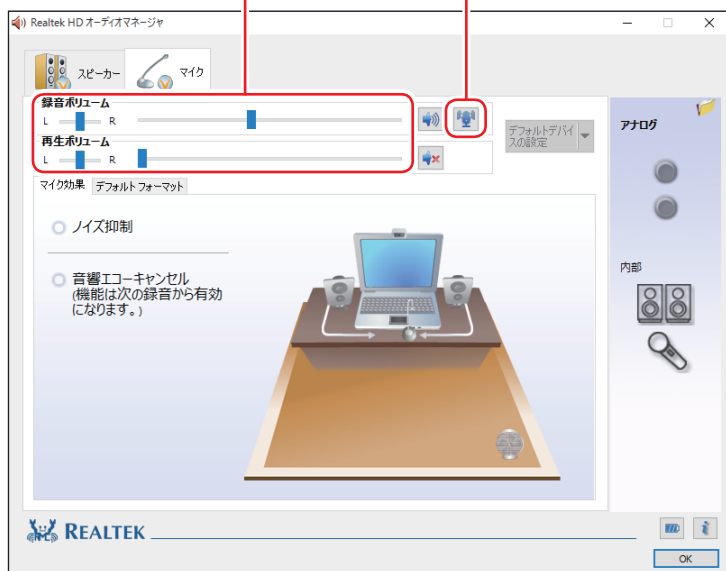 Realtek HD オーディオマネージャ
スピーカー
マイク
録音ボリューム
L R
デフォルトデバイ
スの設定
再生ボリューム
L R
マイク効果 デフォルト フォーマット
ノイズ抑制
音響エコーキャンセル
(機能は次の録音から有効
になります。)
アナログ
内部
REALTEK
OK